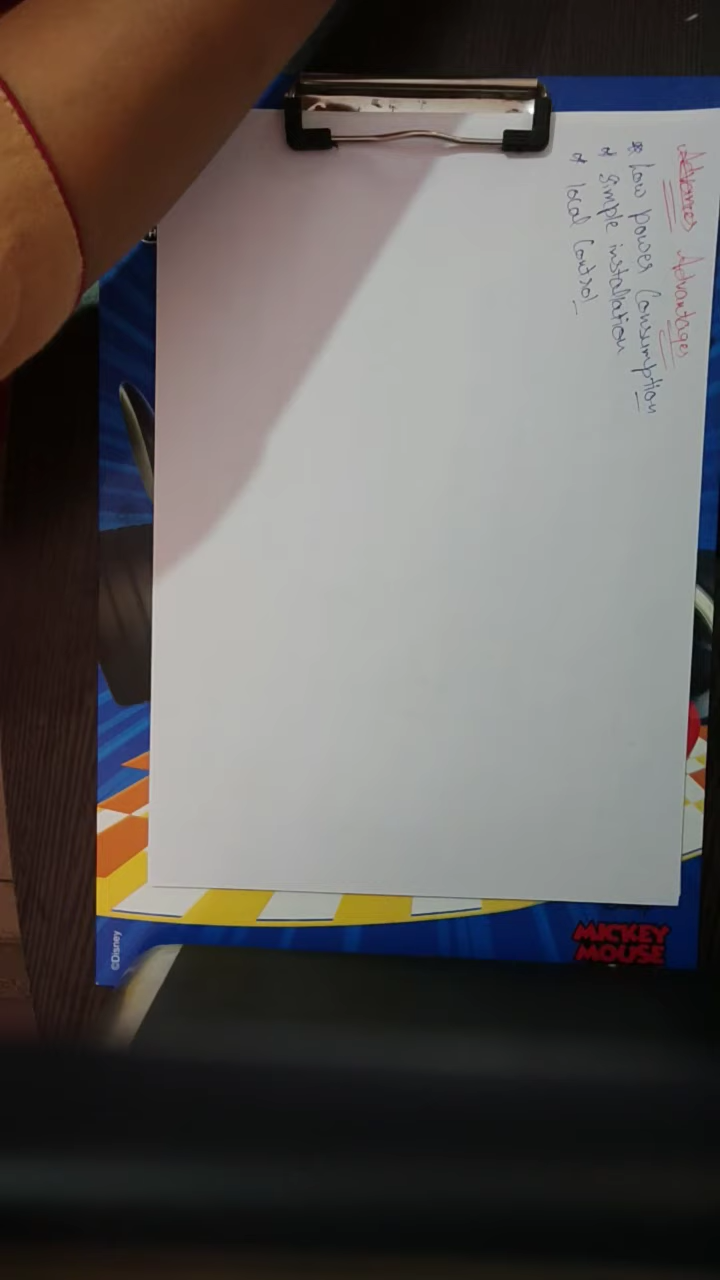 Advantages
* Low power Consumption
* Simple installation
* local Control
MICKEY
MOUSE
©Disney